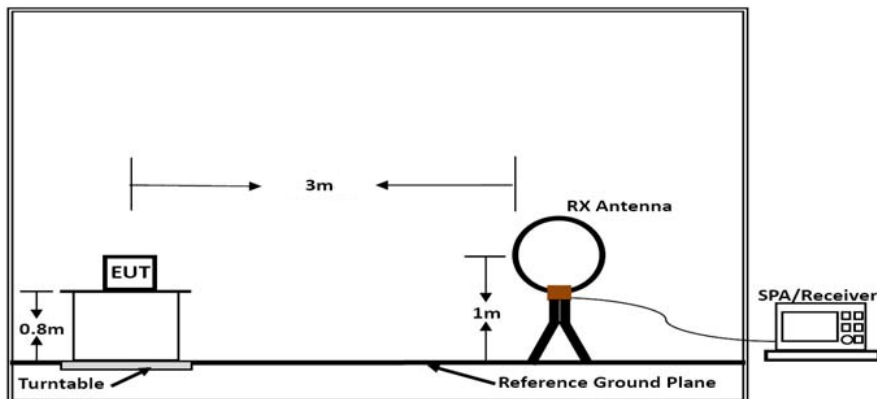 3m
RX Antenna
EUT
SPA/Receiver
0.8m
1m
Turntable
Reference Ground Plane